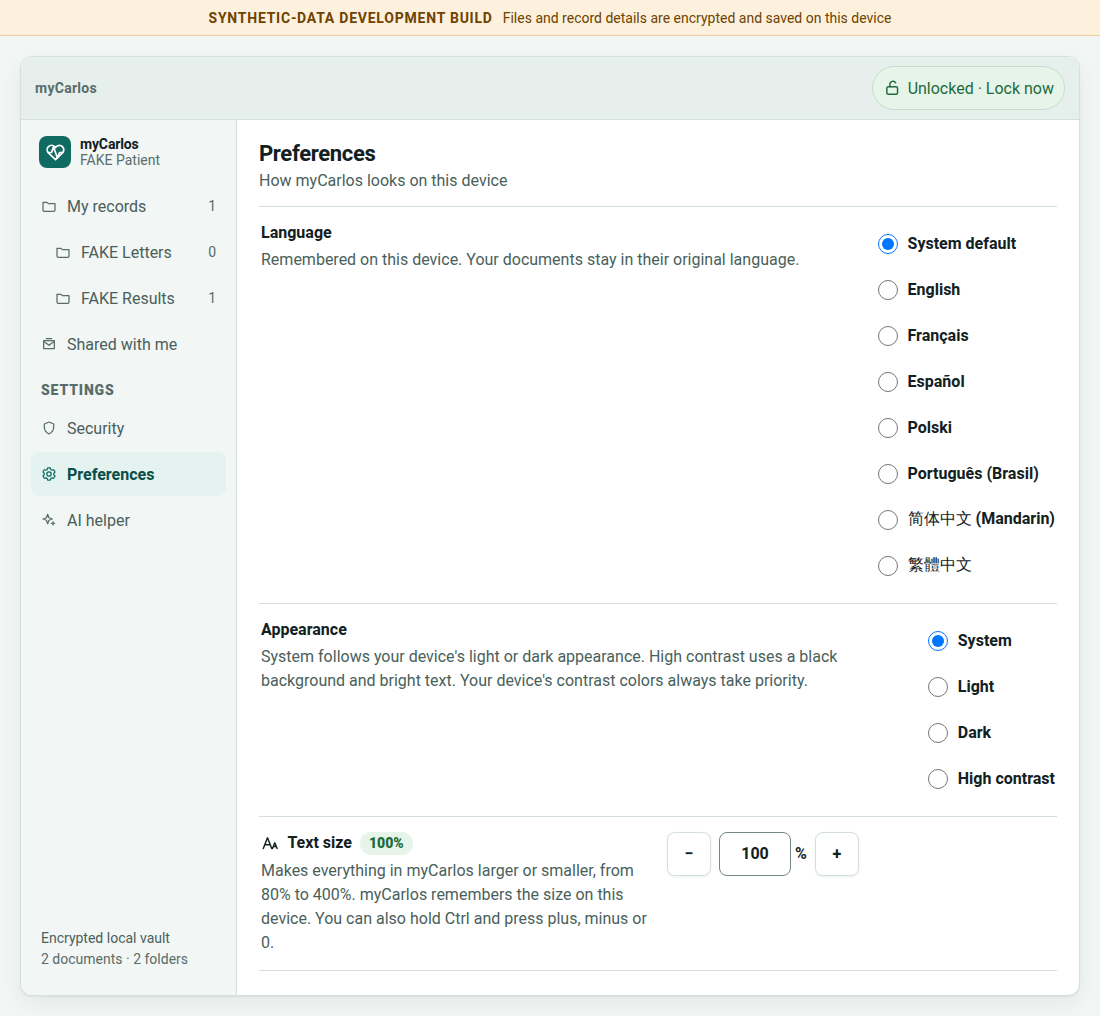 SYNTHETIC-DATA DEVELOPMENT BUILD Files and record details are encrypted and saved on this device
myCarlos
Unlocked · Lock now
myCarlos
FAKE Patient
My records 1
FAKE Letters 0
FAKE Results 1
Shared with me
SETTINGS
Security
Preferences
AI helper
Encrypted local vault
2 documents · 2 folders
Preferences
How myCarlos looks on this device
Language
Remembered on this device. Your documents stay in their original language.
System default
English
Français
Español
Polski
Português (Brasil)
简体中文 (Mandarin)
繁體中文
Appearance
System follows your device's light or dark appearance. High contrast uses a black
background and bright text. Your device's contrast colors always take priority.
System
Light
Dark
High contrast
Text size 100%
Makes everything in myCarlos larger or smaller, from
80% to 400%. myCarlos remembers the size on this
device. You can also hold Ctrl and press plus, minus or
0.
− 100 % +